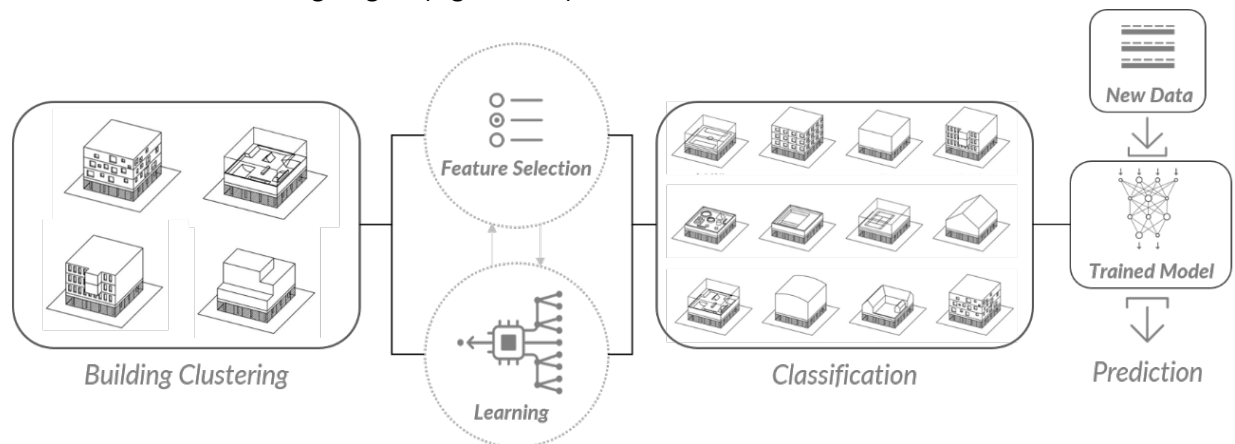 Building Clustering
Feature Selection
Learning
Classification
New Data
Trained Model
Prediction